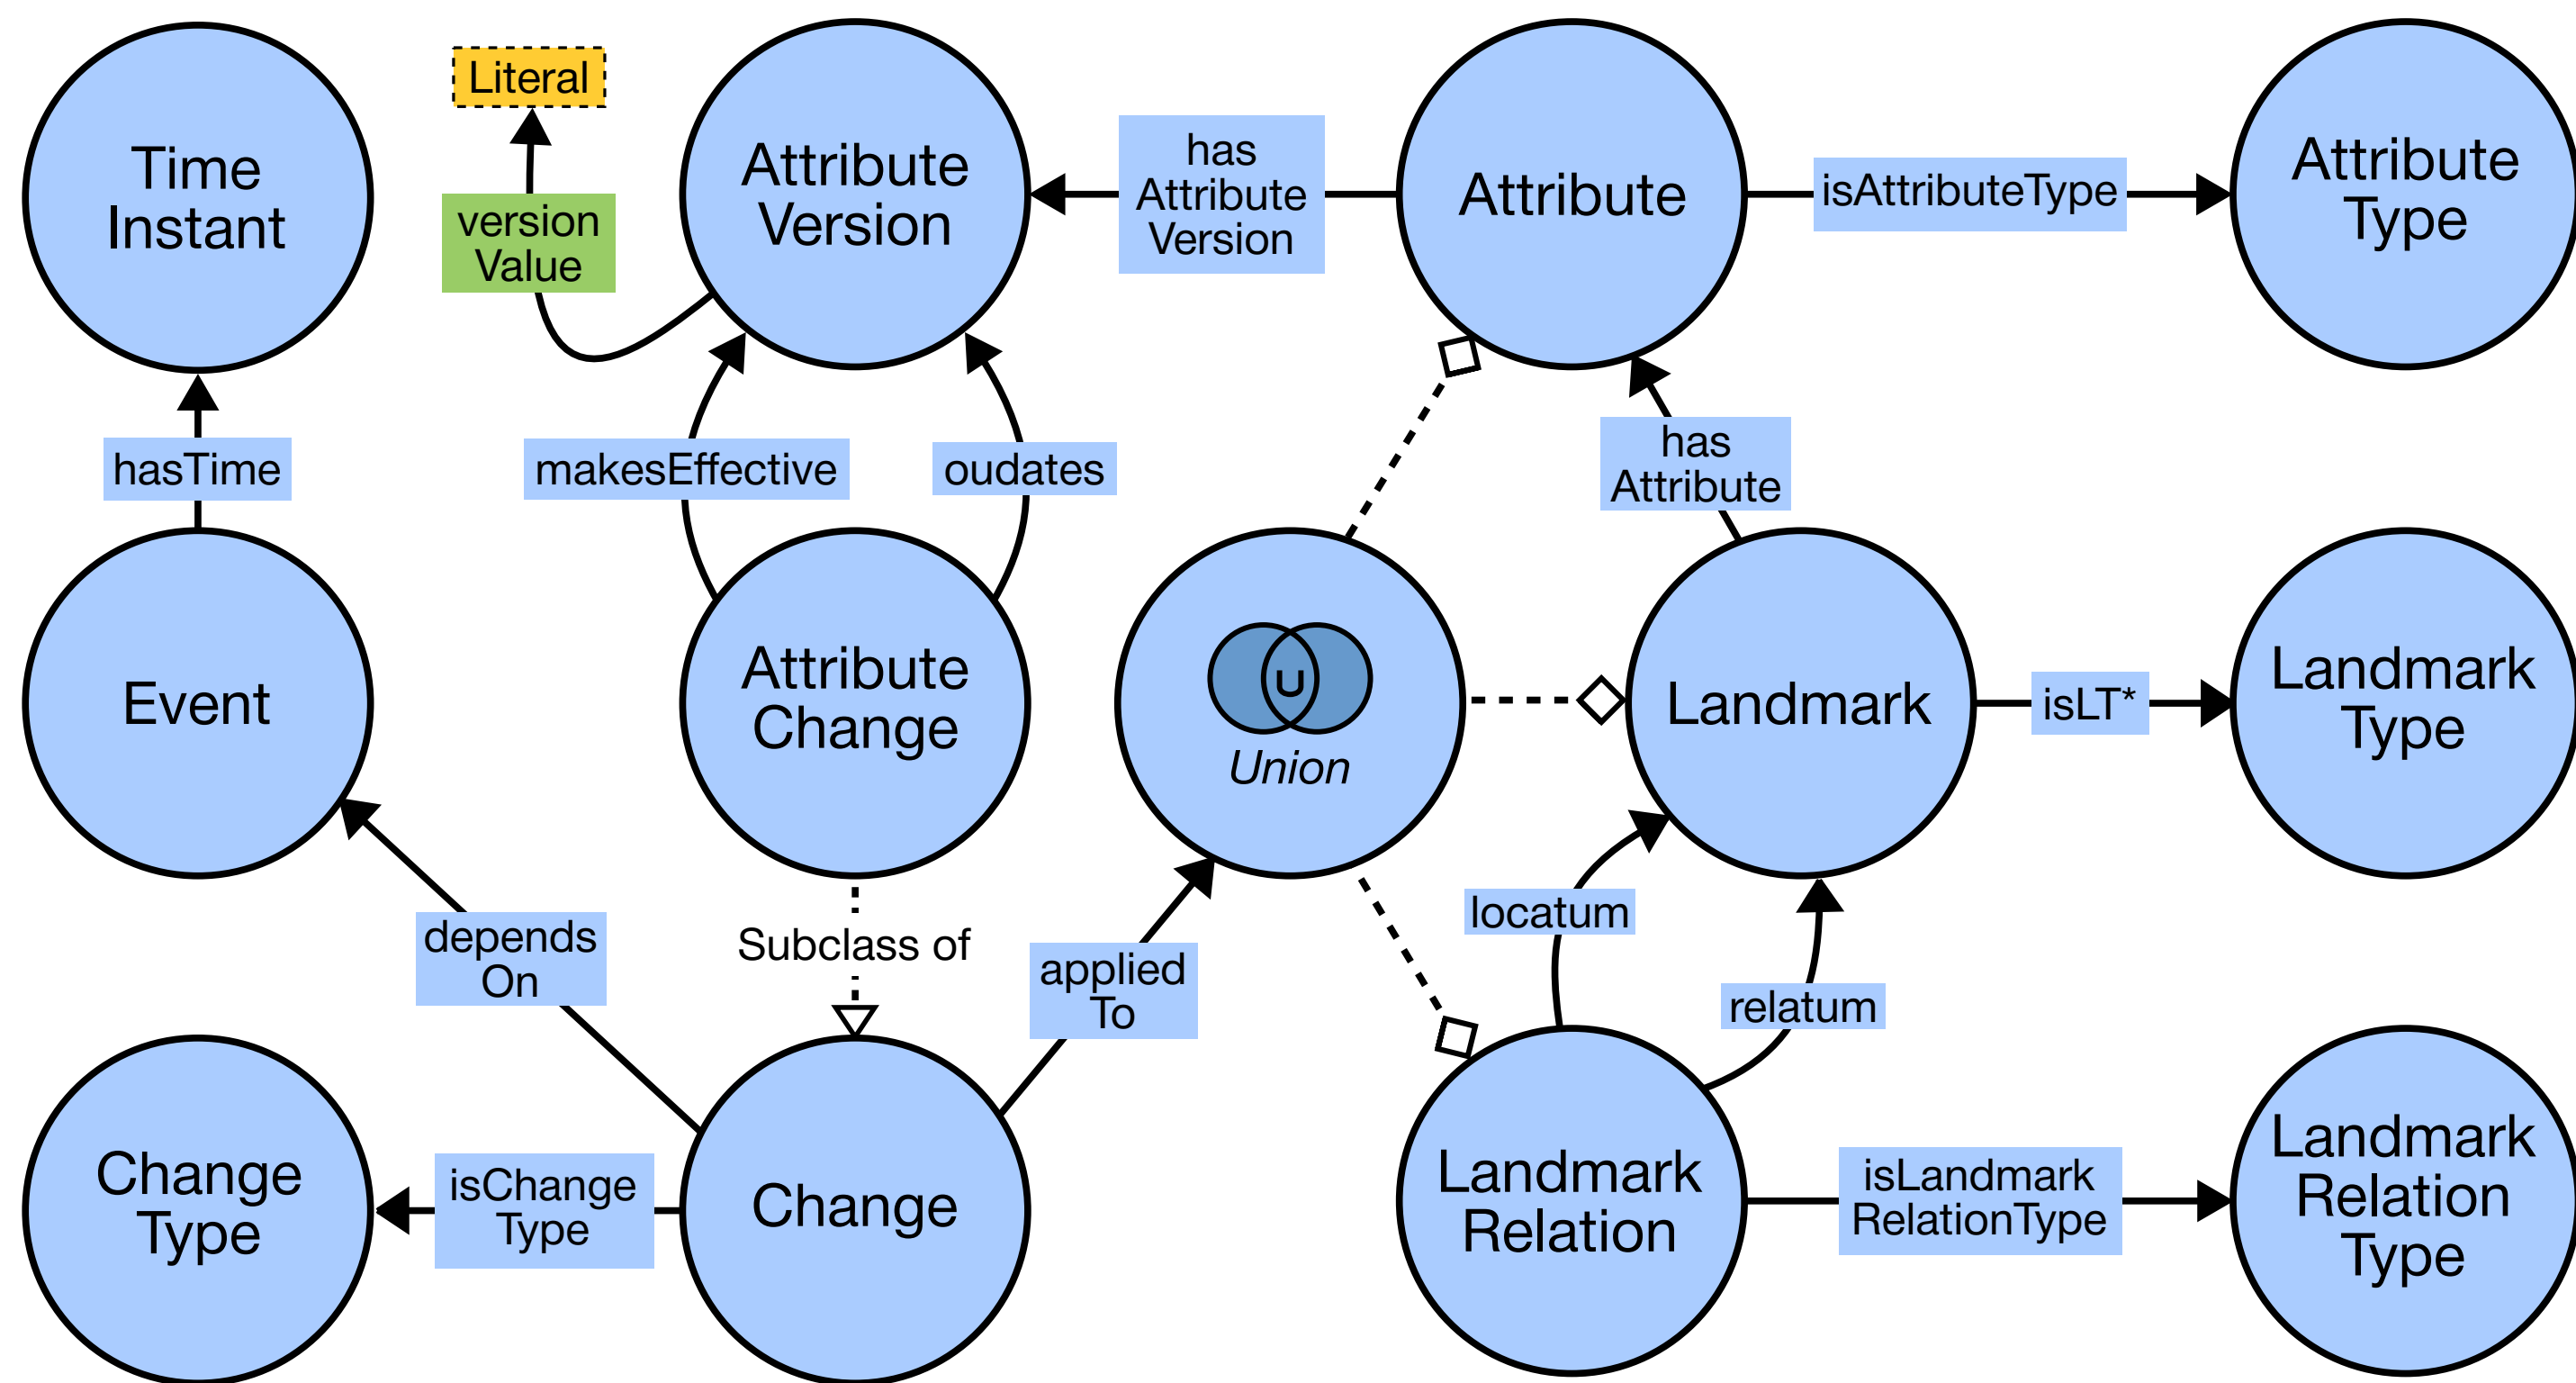 Time
Instant
Literal
version
Value
Attribute
Version
has
Attribute
Version
Attribute
isAttributeType
Attribute
Type
hasTime
makesEffective
oudates
has
Attribute
Event
Attribute
Change
Union
Landmark
isLT*
Landmark
Type
depends
On
Subclass of
applied
To
locatum
relatum
Change
Type
isChange
Type
Change
Landmark
Relation
isLandmark
RelationType
Landmark
Relation
Type